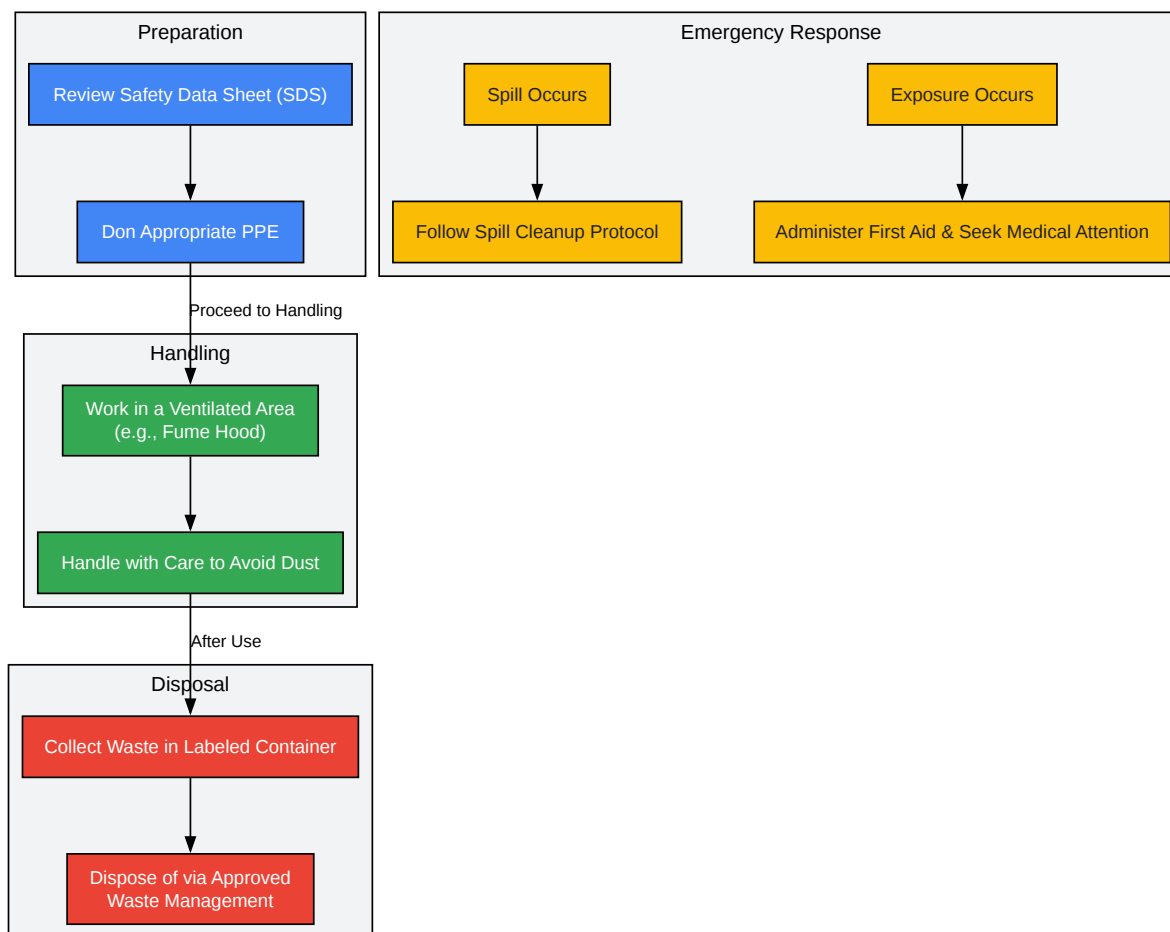 Preparation
Review Safety Data Sheet (SDS)
Don Appropriate PPE
Proceed to Handling
Handling
Work in a Ventilated Area
(e.g., Fume Hood)
Handle with Care to Avoid Dust
After Use
Disposal
Collect Waste in Labeled Container
Dispose of via Approved
Waste Management
Emergency Response
Spill Occurs
Follow Spill Cleanup Protocol
Exposure Occurs
Administer First Aid & Seek Medical Attention